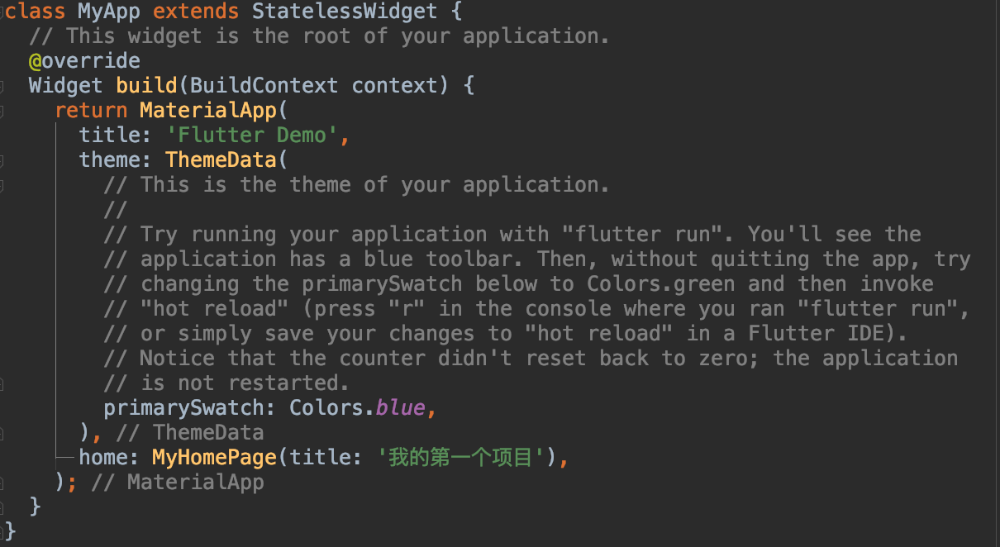 class MyApp extends StatelessWidget {
  // This widget is the root of your application.
  @override
  Widget build(BuildContext context) {
    return MaterialApp(
      title: 'Flutter Demo',
      theme: ThemeData(
        // This is the theme of your application.
        //
        // Try running your application with "flutter run". You'll see the
        // application has a blue toolbar. Then, without quitting the app, try
        // changing the primarySwatch below to Colors.green and then invoke
        // "hot reload" (press "r" in the console where you ran "flutter run",
        // or simply save your changes to "hot reload" in a Flutter IDE).
        // Notice that the counter didn't reset back to zero; the application
        // is not restarted.
        primarySwatch: Colors.blue,
      ), // ThemeData
      home: MyHomePage(title: '我的第一个项目'),
    ); // MaterialApp
  }
}